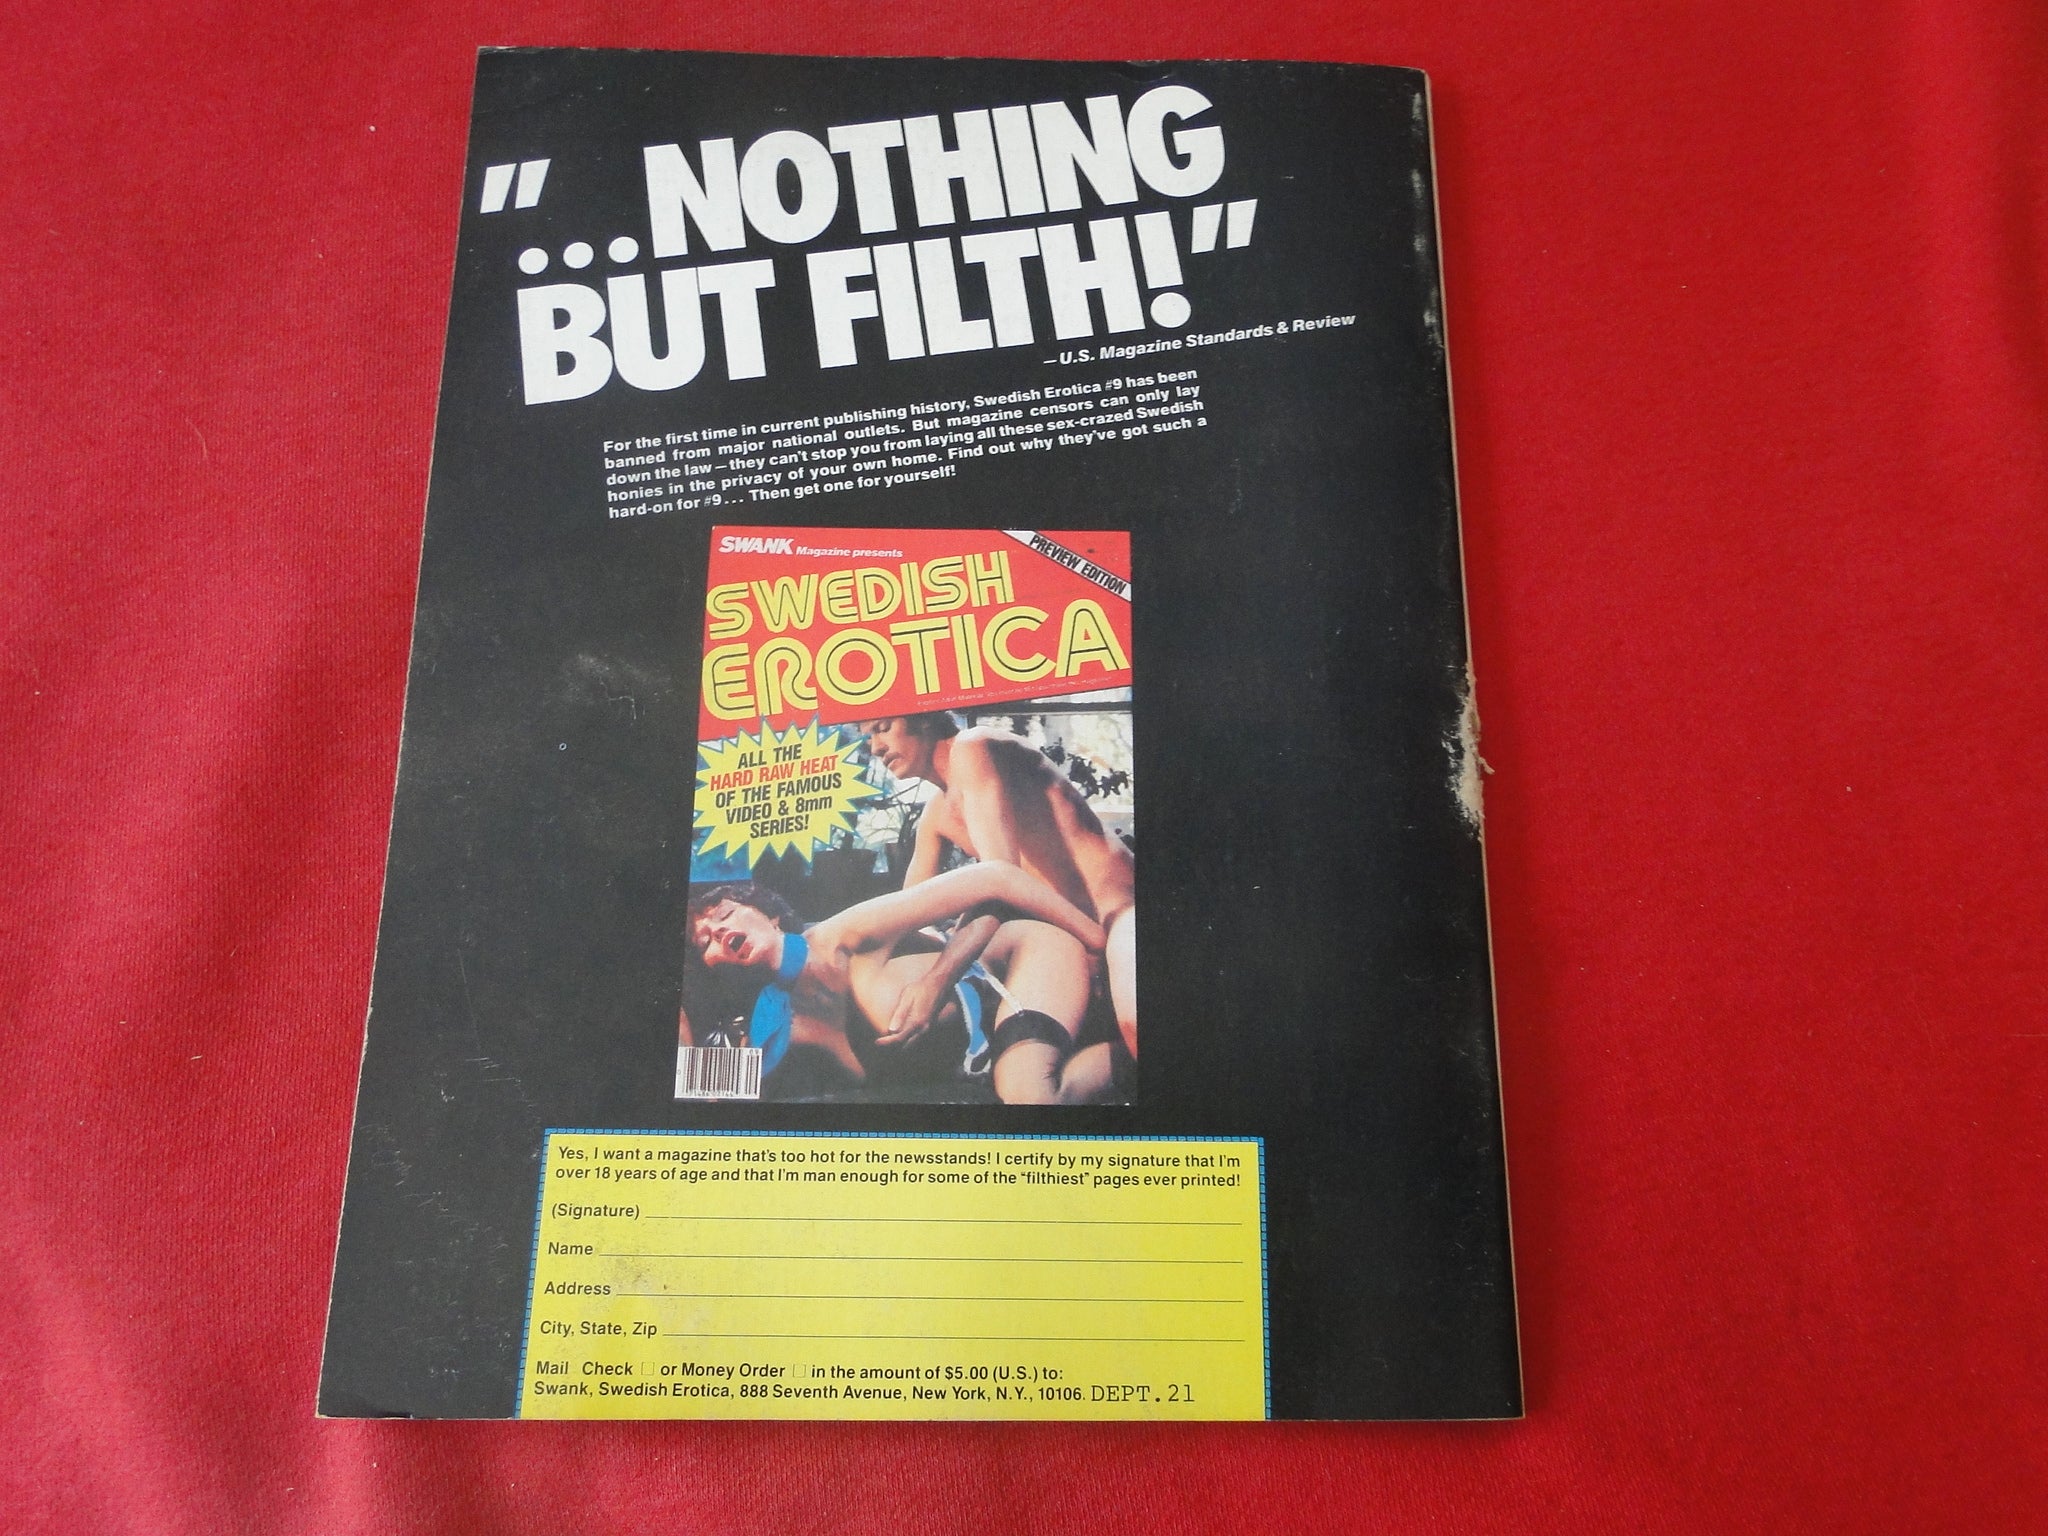 "...NOTHING
BUT FILTH!"
—U.S. Magazine Standards & Review
For the first time in current publishing history, Swedish Erotica #9 has been
banned from major national outlets. But magazine censors can only lay
down the law—they can't stop you from laying all these sex-crazed Swedish
honies in the privacy of your own home. Find out why they've got such a
hard-on for #9... Then get one for yourself!
SWANK Magazine presents
PREVIEW EDITION
SWEDISH
EROTICA
ALL THE
HARD RAW HEAT
OF THE FAMOUS
VIDEO & 8mm
SERIES!
09
Yes, I want a magazine that's too hot for the newsstands! I certify by my signature that I'm
over 18 years of age and that I'm man enough for some of the "filthiest" pages ever printed!
(Signature)
Name
Address
City, State, Zip
Mail Check □ or Money Order □ in the amount of $5.00 (U.S.) to:
Swank, Swedish Erotica, 888 Seventh Avenue, New York, N.Y., 10106. DEPT.21